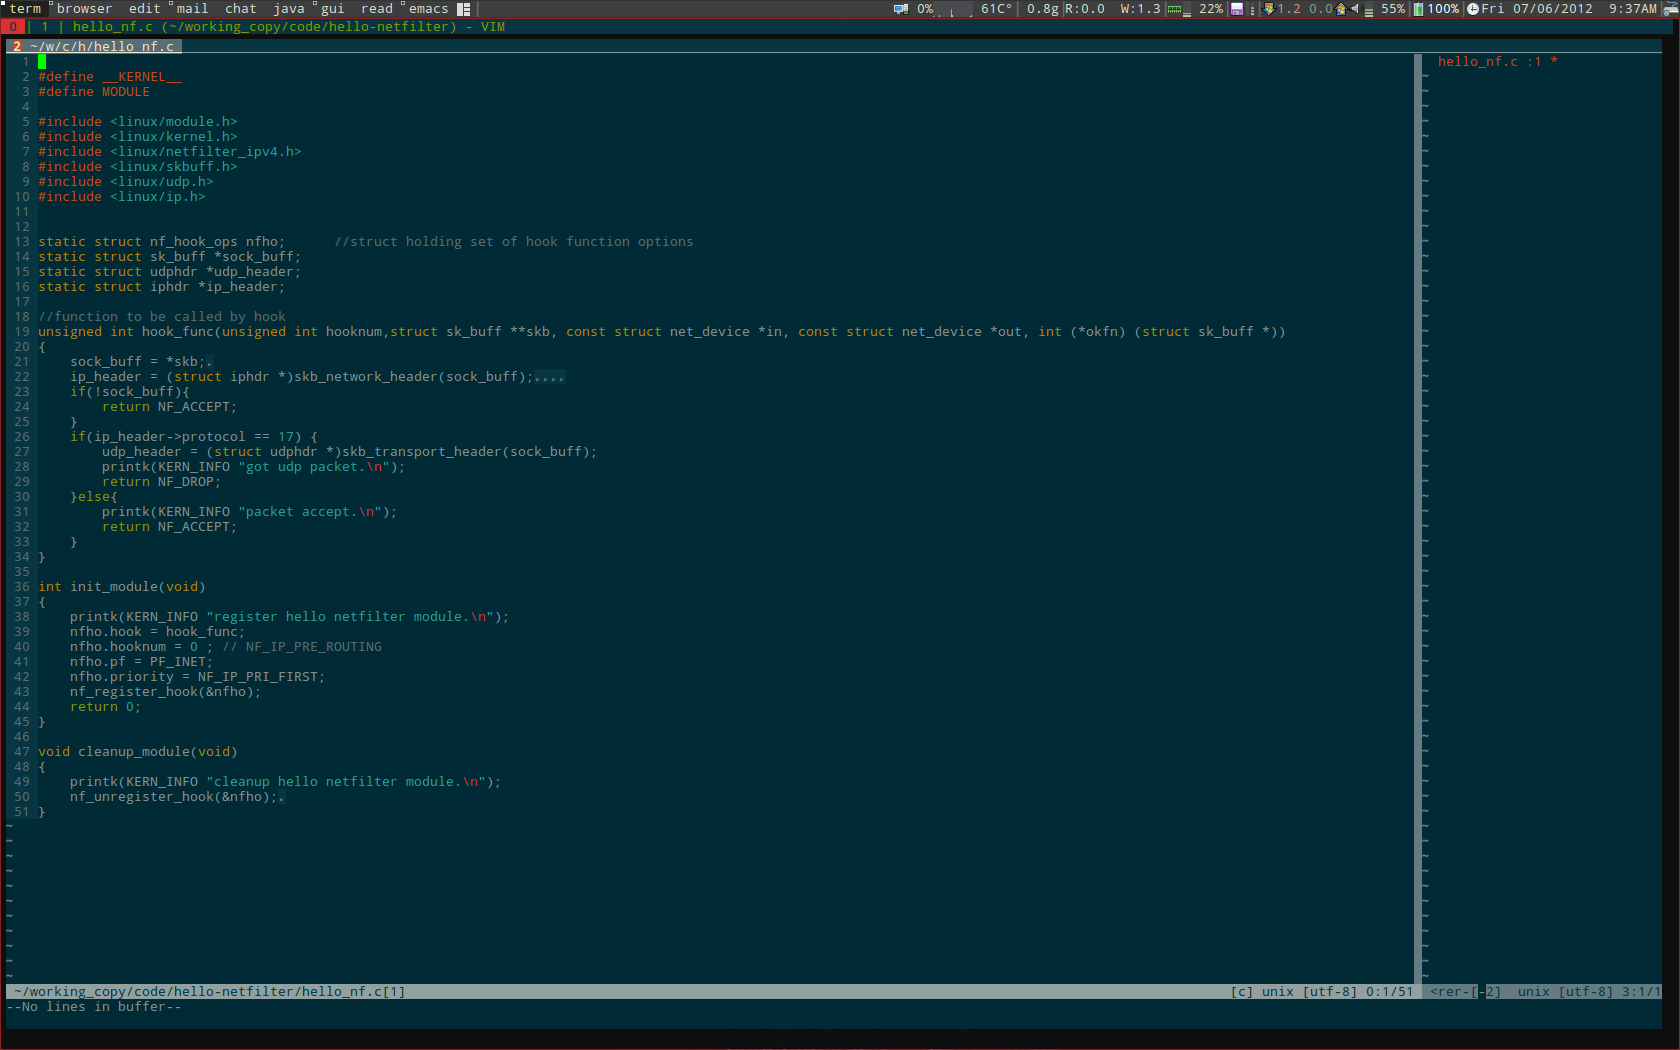 term browser edit mail chat java gui read emacs 0% 61C° 0.8g R:0.0 W:1.3 22% 1.2 0.0 55% 100% Fri 07/06/2012 9:37AM
0 | 1 | hello_nf.c (~/working_copy/code/hello-netfilter) - VIM
2 ~/w/c/h/hello_nf.c
1
2 #define __KERNEL__
3 #define MODULE
4
5 #include <linux/module.h>
6 #include <linux/kernel.h>
7 #include <linux/netfilter_ipv4.h>
8 #include <linux/skbuff.h>
9 #include <linux/udp.h>
10 #include <linux/ip.h>
11
12
13 static struct nf_hook_ops nfho;      //struct holding set of hook function options
14 static struct sk_buff *sock_buff;
15 static struct udphdr *udp_header;
16 static struct iphdr *ip_header;
17
18 //function to be called by hook
19 unsigned int hook_func(unsigned int hooknum,struct sk_buff **skb, const struct net_device *in, const struct net_device *out, int (*okfn) (struct sk_buff *))
20 {
21     sock_buff = *skb;.
22     ip_header = (struct iphdr *)skb_network_header(sock_buff);....
23     if(!sock_buff){
24         return NF_ACCEPT;
25     }
26     if(ip_header->protocol == 17) {
27         udp_header = (struct udphdr *)skb_transport_header(sock_buff);
28         printk(KERN_INFO "got udp packet.\n");
29         return NF_DROP;
30     }else{
31         printk(KERN_INFO "packet accept.\n");
32         return NF_ACCEPT;
33     }
34 }
35
36 int init_module(void)
37 {
38     printk(KERN_INFO "register hello netfilter module.\n");
39     nfho.hook = hook_func;
40     nfho.hooknum = 0 ; // NF_IP_PRE_ROUTING
41     nfho.pf = PF_INET;
42     nfho.priority = NF_IP_PRI_FIRST;
43     nf_register_hook(&nfho);
44     return 0;
45 }
46
47 void cleanup_module(void)
48 {
49     printk(KERN_INFO "cleanup hello netfilter module.\n");
50     nf_unregister_hook(&nfho);.
51 }
hello_nf.c :1 *
~/working_copy/code/hello-netfilter/hello_nf.c[1] [c] unix [utf-8] 0:1/51 <rer-[-2] unix [utf-8] 3:1/1
--No lines in buffer--